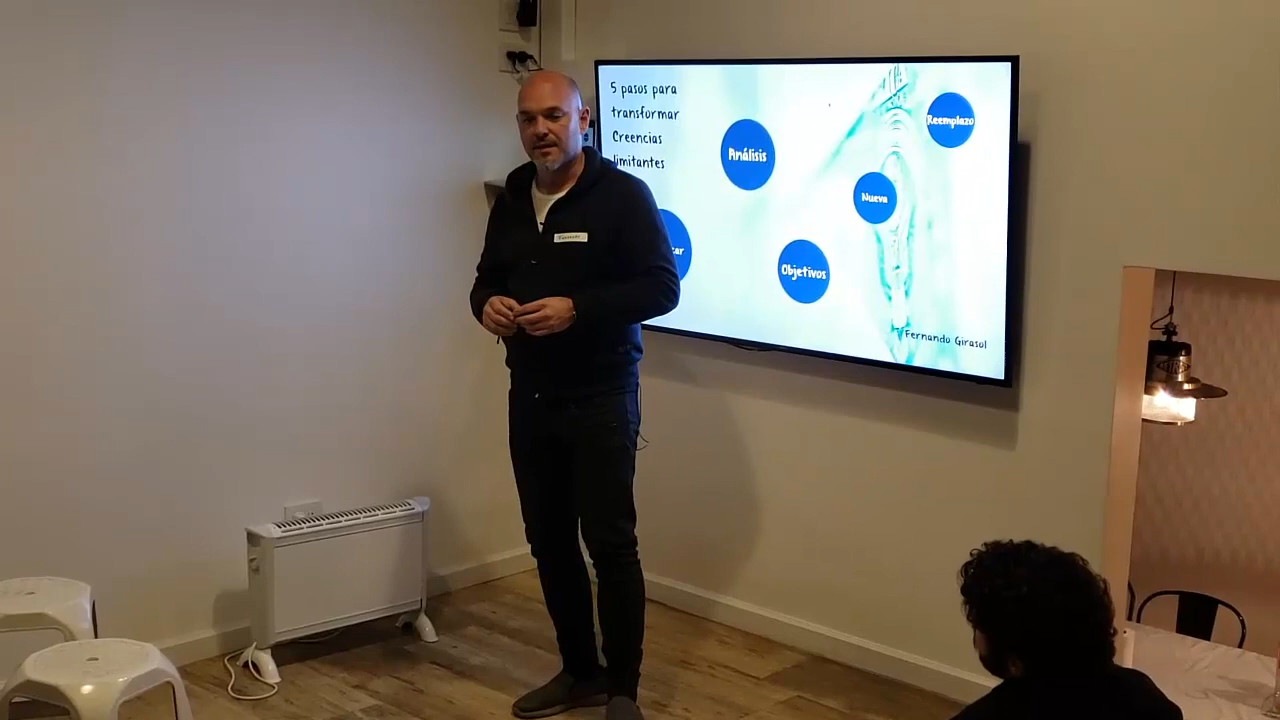 5 pasos para
transformar
Creencias
limitantes
Análisis
Reemplazo
Nueva
Objetivos
Fernando Girasol